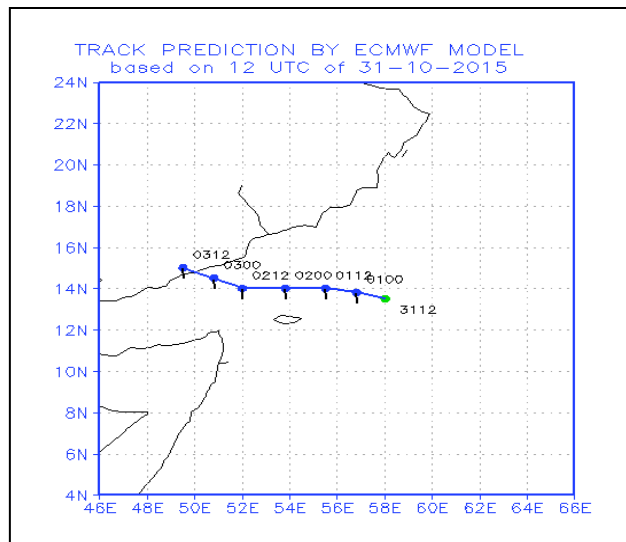 TRACK PREDICTION BY ECMWF MODEL
based on 12 UTC of 31-10-2015
24N
22N
20N
18N
16N
14N
12N
10N
8N
6N
4N
0312
0300
0212 0200 0112 0100
3112
46E 48E 50E 52E 54E 56E 58E 60E 62E 64E 66E